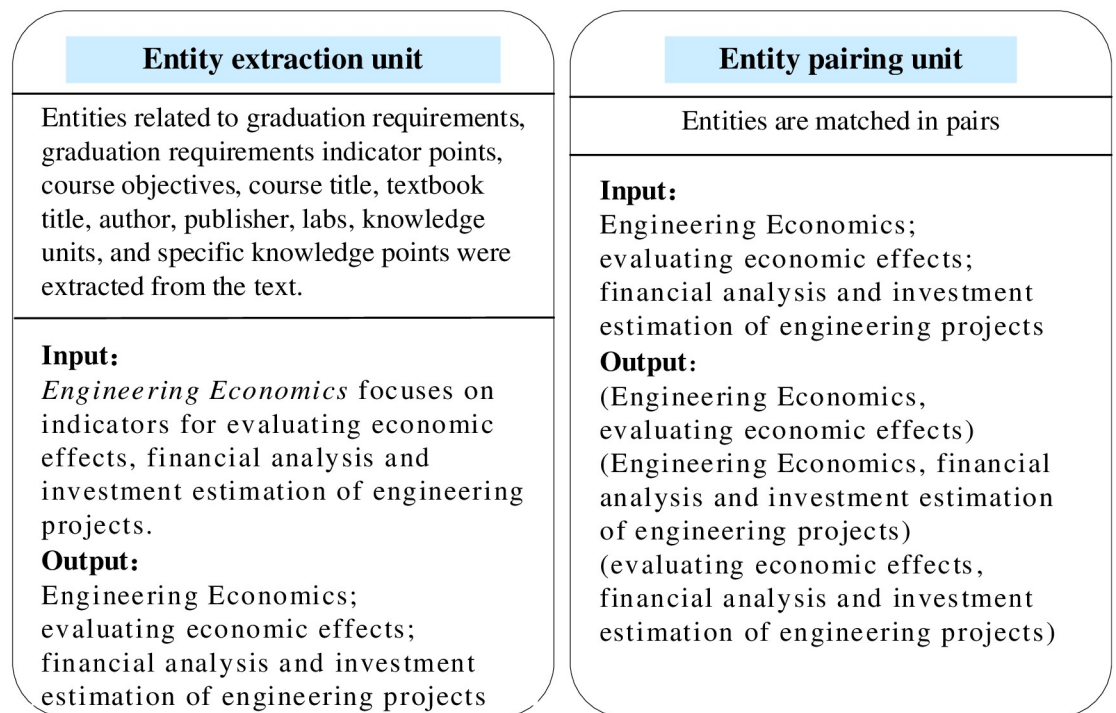 Entity extraction unit
Entities related to graduation requirements,
graduation requirements indicator points,
course objectives, course title, textbook
title, author, publisher, labs, knowledge
units, and specific knowledge points were
extracted from the text.
Input：
Engineering Economics focuses on
indicators for evaluating economic
effects, financial analysis and
investment estimation of engineering
projects.
Output：
Engineering Economics;
evaluating economic effects;
financial analysis and investment
estimation of engineering projects
Entity pairing unit
Entities are matched in pairs
Input：
Engineering Economics;
evaluating economic effects;
financial analysis and investment
estimation of engineering projects
Output：
(Engineering Economics,
evaluating economic effects)
(Engineering Economics, financial
analysis and investment estimation
of engineering projects)
(evaluating economic effects,
financial analysis and investment
estimation of engineering projects)